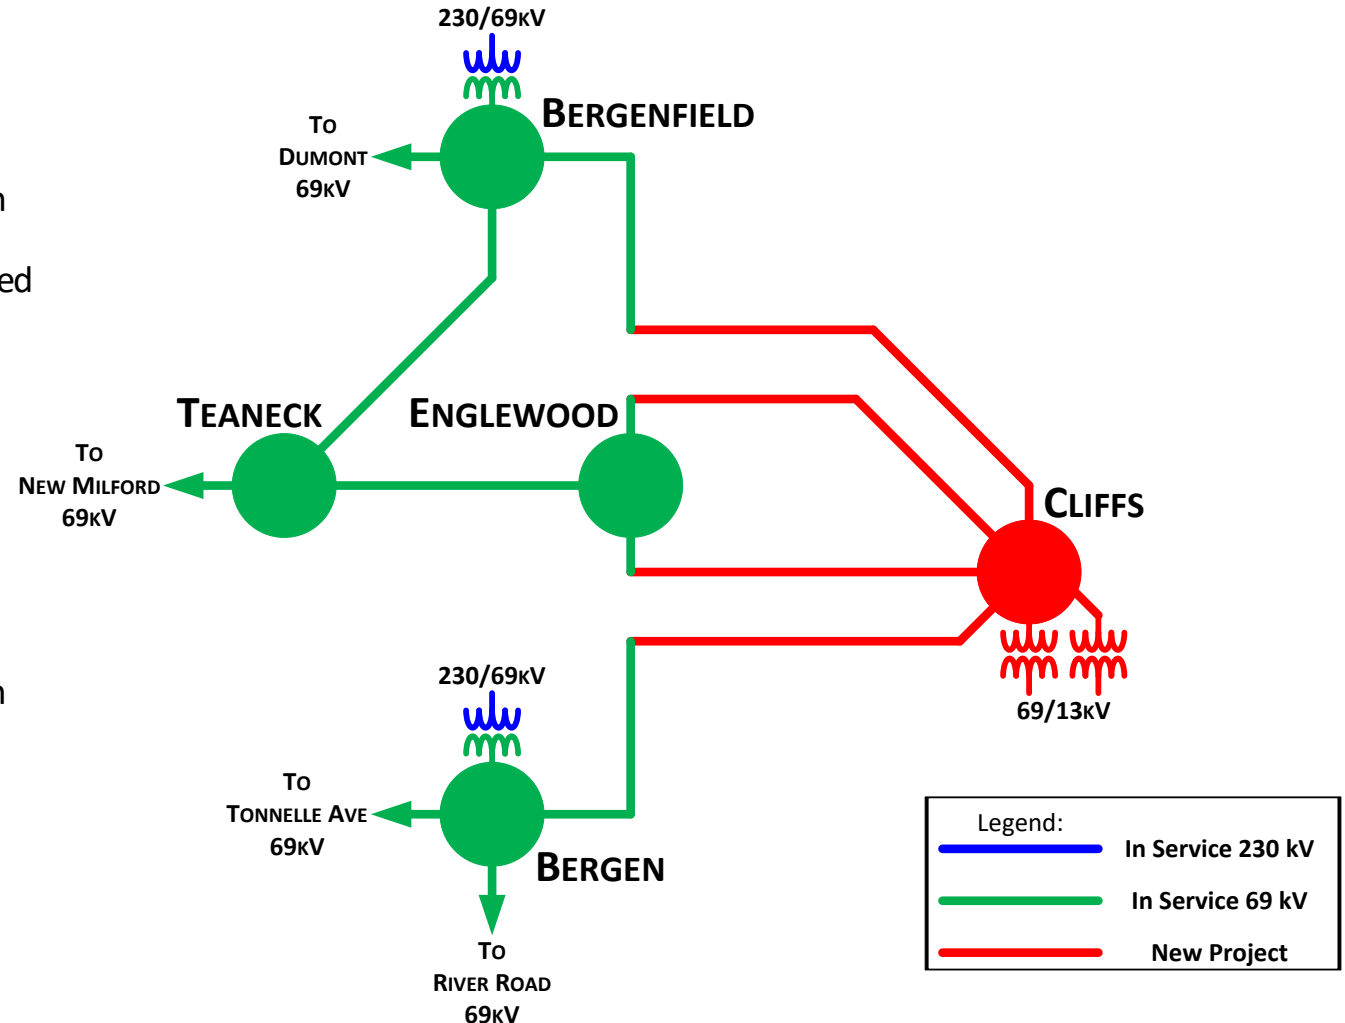 230/69KV
BERGENFIELD
TO
DUMONT
69KV
n
ed
TEANECK
ENGLEWOOD
TO
NEW MILFORD
69KV
CLIFFS
n
230/69KV
69/13KV
TO
TONNELLE AVE
69KV
BERGEN
TO
RIVER ROAD
69KV
Legend:
In Service 230 kV
In Service 69 kV
New Project